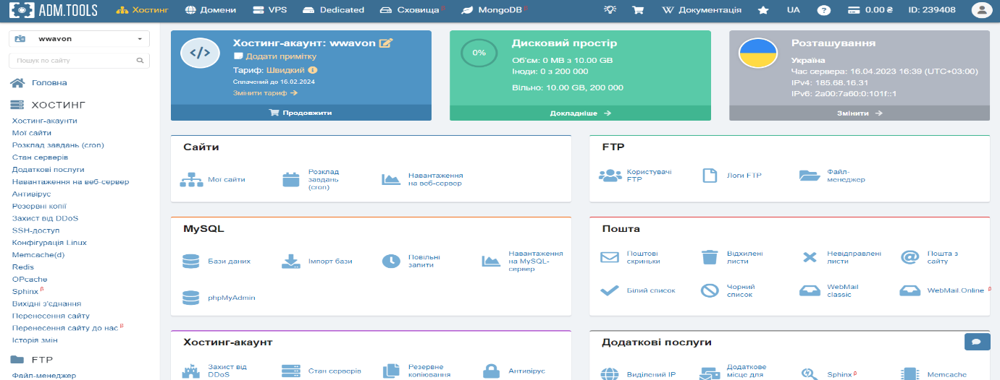 ADM.TOOLS Хостинг Домени VPS Dedicated Сховищаβ MongoDBβ Документація UA ? 0.00 ₴ ID: 239408
wwavon
Пошук по сайту
Головна
ХОСТИНГ
Хостинг-акаунти
Мої сайти
Розклад завдань (cron)
Стан серверів
Додаткові послуги
Навантаження на веб-сервер
Антивірус
Резервні копії
Захист від DDoS
SSH-доступ
Конфігурація Linux
Memcache(d)
Redis
OPcache
Sphinx β
Вихідні з'єднання
Перенесення сайту
Перенесення сайту до нас β
Історія змін
FTP
Файл-менеджер
Хостинг-акаунт: wwavon
Додати примітку
Тариф: Швидкий
Сплачений до 16.02.2024
Змінити тариф →
Продовжити
0%
Дисковий простір
Об'єм: 0 MB з 10.00 GB
Іноди: 0 з 200 000
Вільно: 10.00 GB, 200 000
Докладніше →
Розташування
Україна
Час сервера: 16.04.2023 16:39 (UTC+03:00)
IPv4: 185.68.16.31
IPv6: 2a00:7a60:0:101f::1
Змінити →
Сайти
Мої сайти
Розклад
завдань
(cron)
Навантаження
на веб-сервер
FTP
Користувачі
FTP
Логи FTP
Файл-
менеджер
MySQL
Бази даних
Імпорт бази
Повільні
запити
Навантаження
на MySQL-
сервер
phpMyAdmin
Пошта
Поштові
скриньки
Відхилені
листи
Невідправлені
листи
Пошта з
сайту
Білий список
Чорний
список
WebMail
classic
WebMail.Online β
Хостинг-акаунт
Захист від
DDoS
Стан серверів
Резервне
копіювання
Антивірус
Додаткові послуги
Виділений IP
Додаткове
місце для
Sphinx β
Memcache